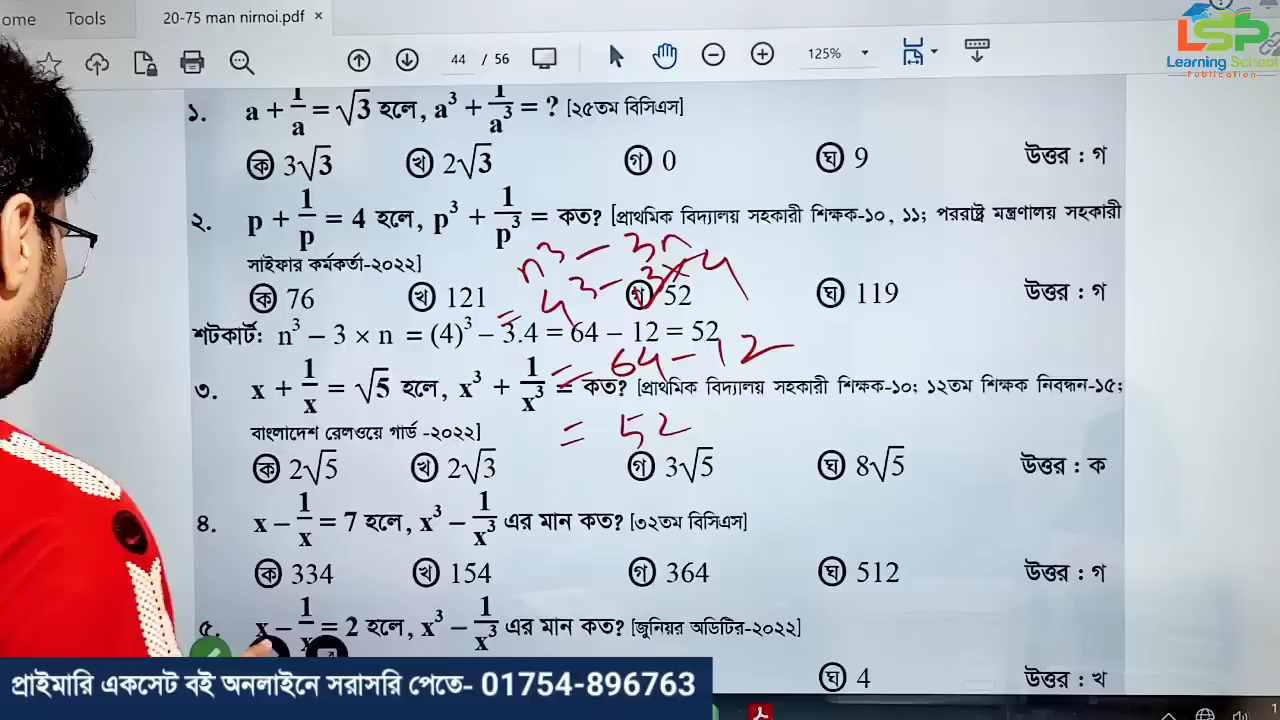 ome Tools 20-75 man nirnoi.pdf ×
LSP
Learning School
Publication
44 / 56 125%
১. a + 1/a = √3 হলে, a³ + 1/a³ = ? [২৫তম বিসিএস]
ক 3√3 খ 2√3 গ 0 ঘ 9 উত্তর : গ
২. p + 1/p = 4 হলে, p³ + 1/p³ = কত? [প্রাথমিক বিদ্যালয় সহকারী শিক্ষক-১০, ১১; পররাষ্ট্র মন্ত্রণালয় সহকারী
n³ – 3n
সাইফার কর্মকর্তা-২০২২]
= 4³ – 3×4
ক 76 খ 121 গ 52 ঘ 119 উত্তর : গ
শটকার্ট: n³ – 3 × n = (4)³ – 3.4 = 64 – 12 = 52
= 64 – 12
৩. x + 1/x = √5 হলে, x³ + 1/x³ = কত? [প্রাথমিক বিদ্যালয় সহকারী শিক্ষক-১০; ১২তম শিক্ষক নিবন্ধন-১৫;
বাংলাদেশ রেলওয়ে গার্ড -২০২২]
= 52
ক 2√5 খ 2√3 গ 3√5 ঘ 8√5 উত্তর : ক
৪. x – 1/x = 7 হলে, x³ – 1/x³ এর মান কত? [৩২তম বিসিএস]
ক 334 খ 154 গ 364 ঘ 512 উত্তর : গ
৫. x – 1/x = 2 হলে, x³ – 1/x³ এর মান কত? [জুনিয়র অডিটর-২০২২]
ঘ 4 উত্তর : খ
প্রাইমারি একসেট বই অনলাইনে সরাসরি পেতে- 01754-896763